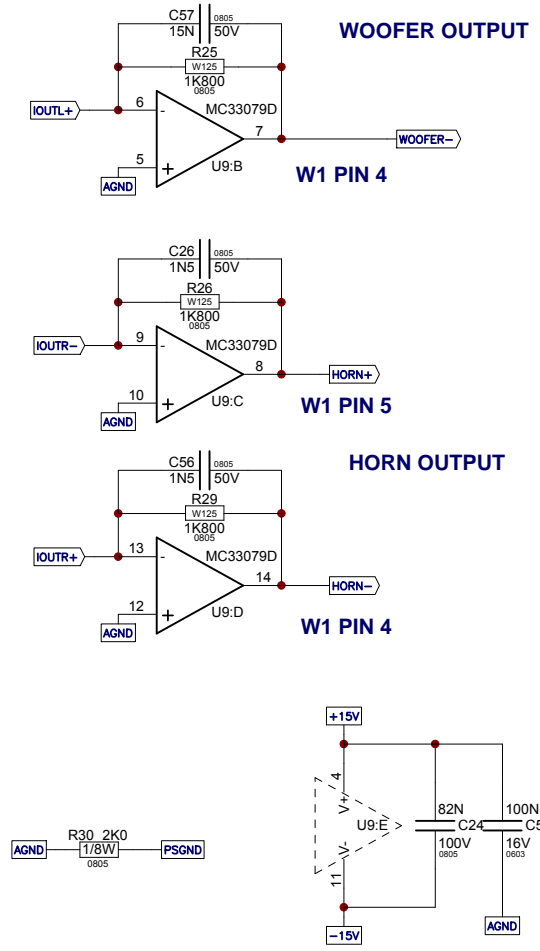 WOOFER OUTPUT
C57 0805
15N 50V
R25
W125
1K800
0805
MC33079D
IOUTL+ 6 - 7 WOOFER-
5 +
AGND
U9:B
W1 PIN 4
C26 0805
1N5 50V
R26
W125
1K800
0805
MC33079D
IOUTR- 9 - 8 HORN+
10 +
AGND
U9:C
W1 PIN 5
HORN OUTPUT
C56 0805
1N5 50V
R29
W125
1K800
0805
MC33079D
IOUTR+ 13 - 14 HORN-
12 +
AGND
U9:D
W1 PIN 4
+15V
4
V+
82N 100N
U9:E C24
V-
100V 16V
0805 0603
11
R30 2K0
AGND 1/8W PSGND
0805
-15V
AGND